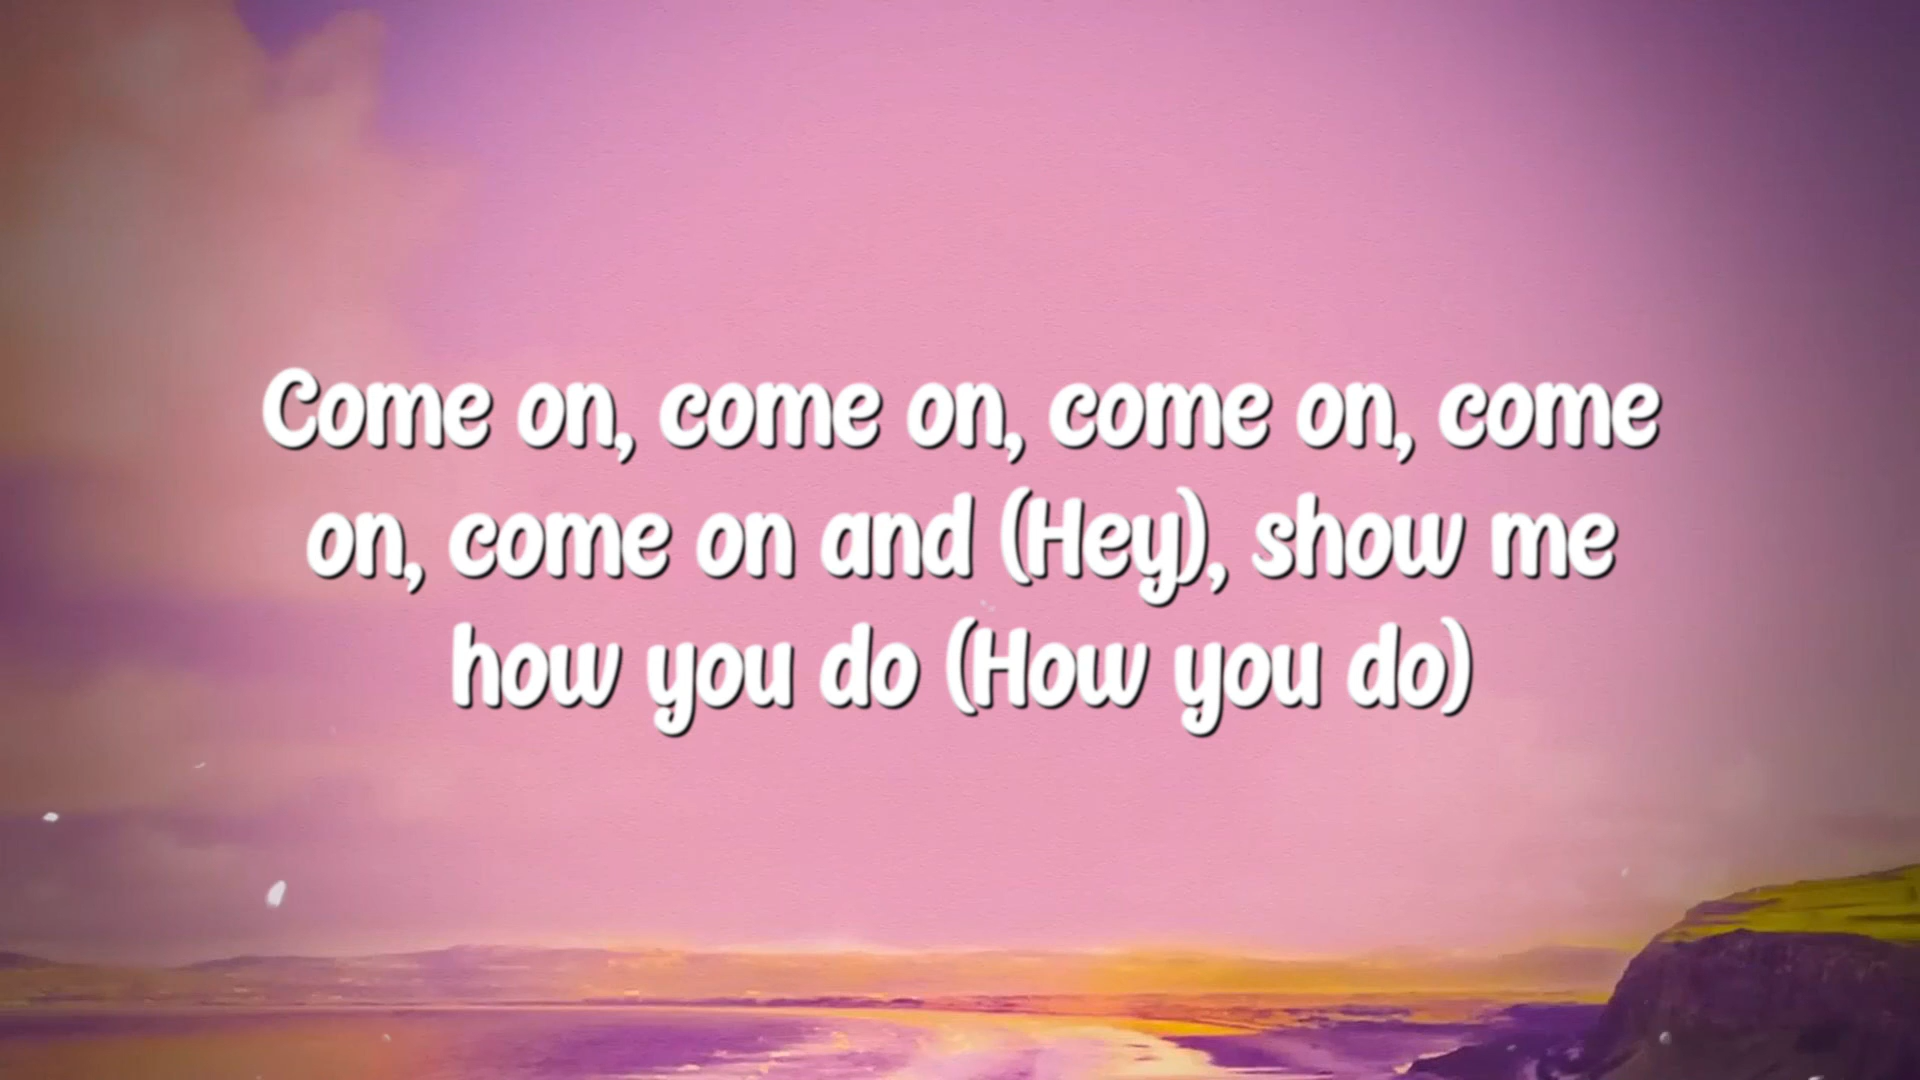 Come on, come on, come on, come
on, come on and (Hey), show me
how you do (How you do)